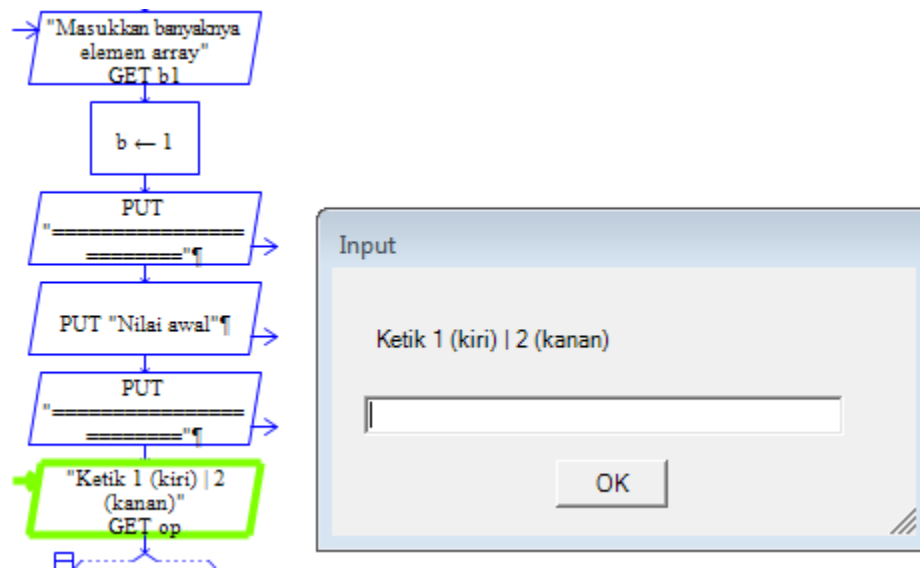 "Masukkan banyaknya
elemen array"
GET b1
b ← 1
PUT
"================
========"¶
PUT "Nilai awal"¶
PUT
"================
========"¶
"Ketik 1 (kiri) | 2
(kanan)"
GET op
Input
Ketik 1 (kiri) | 2 (kanan)
OK